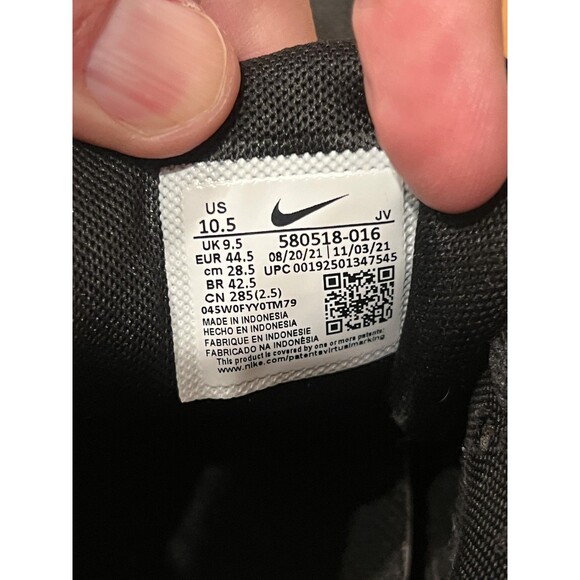 US
10.5
JV
UK 9.5
580518-016
EUR 44.5
08/20/21 | 11/03/21
cm 28.5
UPC 00192501347545
BR 42.5
CN 285(2.5)
045W0FYY0TM79
MADE IN INDONESIA
HECHO EN INDONESIA
FABRIQUE EN INDONESIE
FABRICADO NA INDONÈSIA
This product is covered by one or more patents:
www.nike.com/patentsvirtualmarking